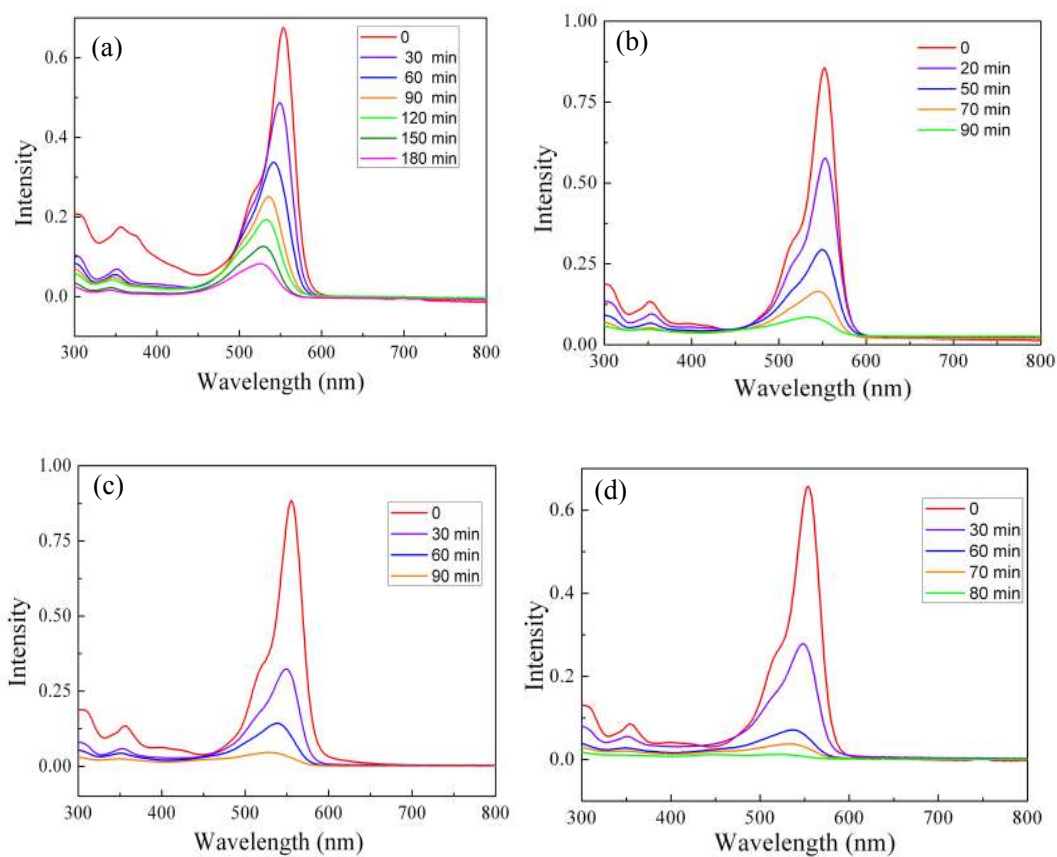 (a)
0
30 min
60 min
90 min
120 min
150 min
180 min
Intensity
0.6
0.4
0.2
0.0
300 400 500 600 700 800
Wavelength (nm)
(b)
0
20 min
50 min
70 min
90 min
Intensity
1.00
0.75
0.50
0.25
0.00
300 400 500 600 700 800
Wavelength (nm)
(c)
0
30 min
60 min
90 min
Intensity
1.00
0.75
0.50
0.25
0.00
300 400 500 600 700 800
Wavelength (nm)
(d)
0
30 min
60 min
70 min
80 min
Intensity
0.6
0.4
0.2
0.0
300 400 500 600 700 800
Wavelength (nm)